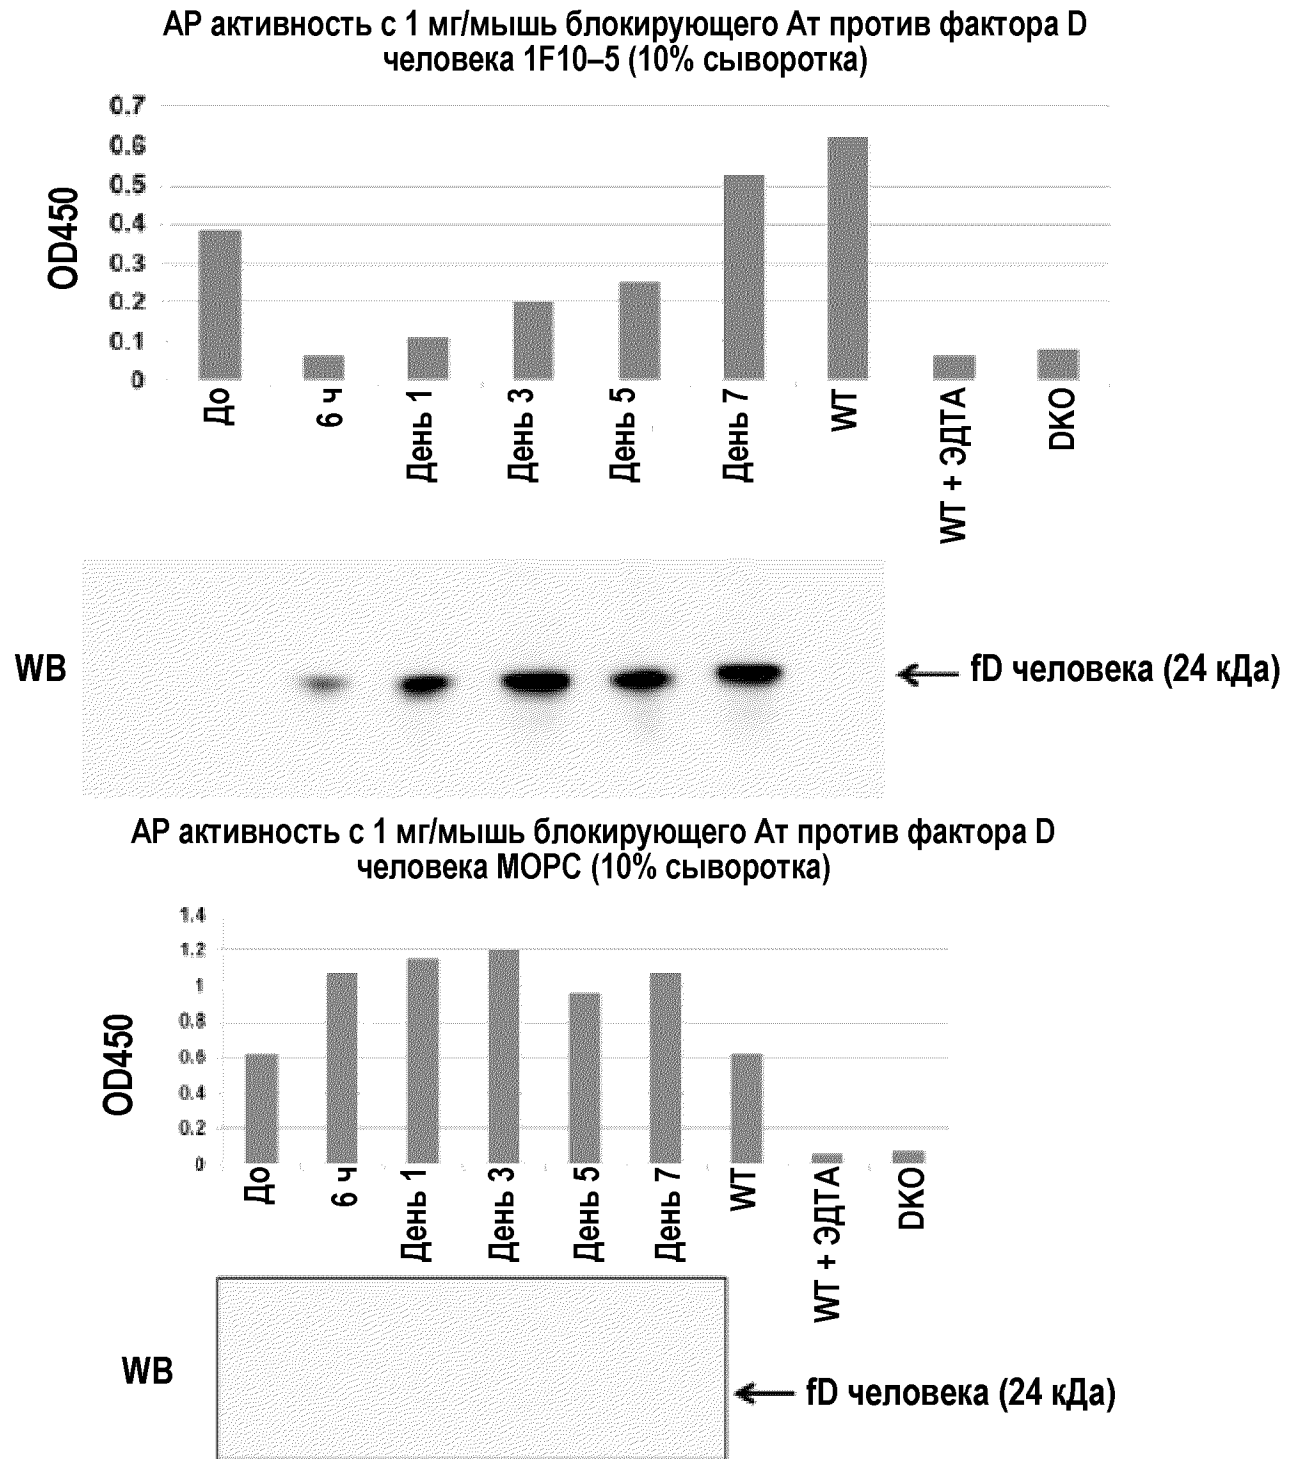 АР активность с 1 мг/мышь блокирующего Ат против фактора D
человека 1F10–5 (10% сыворотка)
0.7
0.6
0.5
0.4
0.3
0.2
0.1
0
OD450
До
6 ч
День 1
День 3
День 5
День 7
WT
WT + ЭДТА
DKO
WB
fD человека (24 кДа)
АР активность с 1 мг/мышь блокирующего Ат против фактора D
человека МОРС (10% сыворотка)
1.4
1.2
1
0.8
0.6
0.4
0.2
0
OD450
До
6 ч
День 1
День 3
День 5
День 7
WT
WT + ЭДТА
DKO
WB
fD человека (24 кДа)